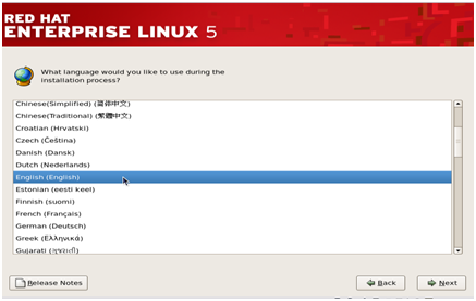 RED HAT
ENTERPRISE LINUX 5
What language would you like to use during the
installation process?
Chinese(Simplified) (简体中文)
Chinese(Traditional) (繁體中文)
Croatian (Hrvatski)
Czech (Čeština)
Danish (Dansk)
Dutch (Nederlands)
English (English)
Estonian (eesti keel)
Finnish (suomi)
French (Français)
German (Deutsch)
Greek (Ελληνικά)
Gujarati (ગુજરાતી)
Release Notes
Back
Next